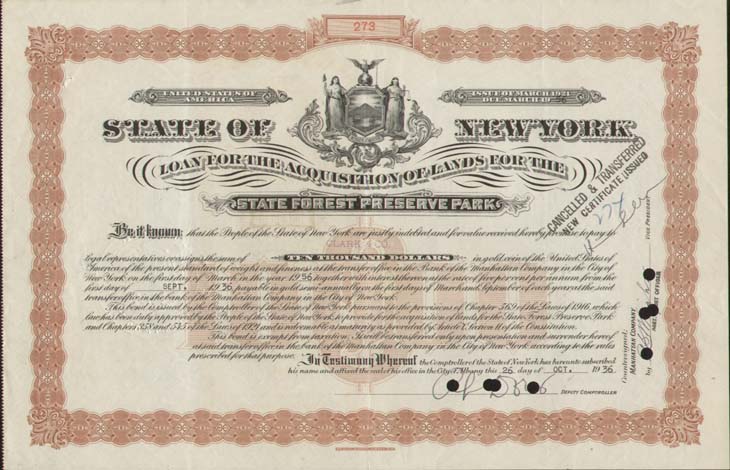 273
UNITED STATES OF AMERICA
ISSUE OF MARCH 1921
DUE MARCH 19
STATE OF NEW YORK
LOAN FOR THE ACQUISITION OF LANDS FOR THE
STATE FOREST PRESERVE PARK
CANCELLED & TRANSFERRED
NEW CERTIFICATE ISSUED
VICE PRESIDENT
Be it known that the People of the State of New York are justly indebted and for value received hereby promise to pay to
CLARK & CO.
legal representatives or assigns the sum of TEN THOUSAND DOLLARS in gold coin of the United States of
America of the present standard of weight and fineness at the transfer office in the Bank of the Manhattan Company in the City of
New York on the first day of March in the year 1956 Together with interest thereon at the rate of five per cent per annum from the
first day of SEPT. 1936 payable in gold semi-annually on the first days of March and September of each year at the said
transfer office in the Bank of the Manhattan Company in the City of New York.
This bond is issued by the Comptroller of the State of New York pursuant to the provisions of Chapter 569 of the Laws of 1916, which
law has been duly approved by the People of the State of New York, to provide for the acquisition of lands for the State Forest Preserve Park
and Chapters 258 and 545 of the Laws of 1921 and is redeemable at maturity as provided by Article 7, Section 11 of the Constitution.
This bond is exempt from taxation. It will be transferred only upon presentation and surrender hereof
at said transfer office in the bank of the Manhattan Company in the City of New York according to the rules
prescribed for that purpose. In Testimony Whereof the Comptroller of the State of New York has hereunto subscribed
his name and affixed the seal of his office in the City of Albany this 26 day of OCT. 1936.
DEPUTY COMPTROLLER
Countersigned:
MANHATTAN COMPANY
by